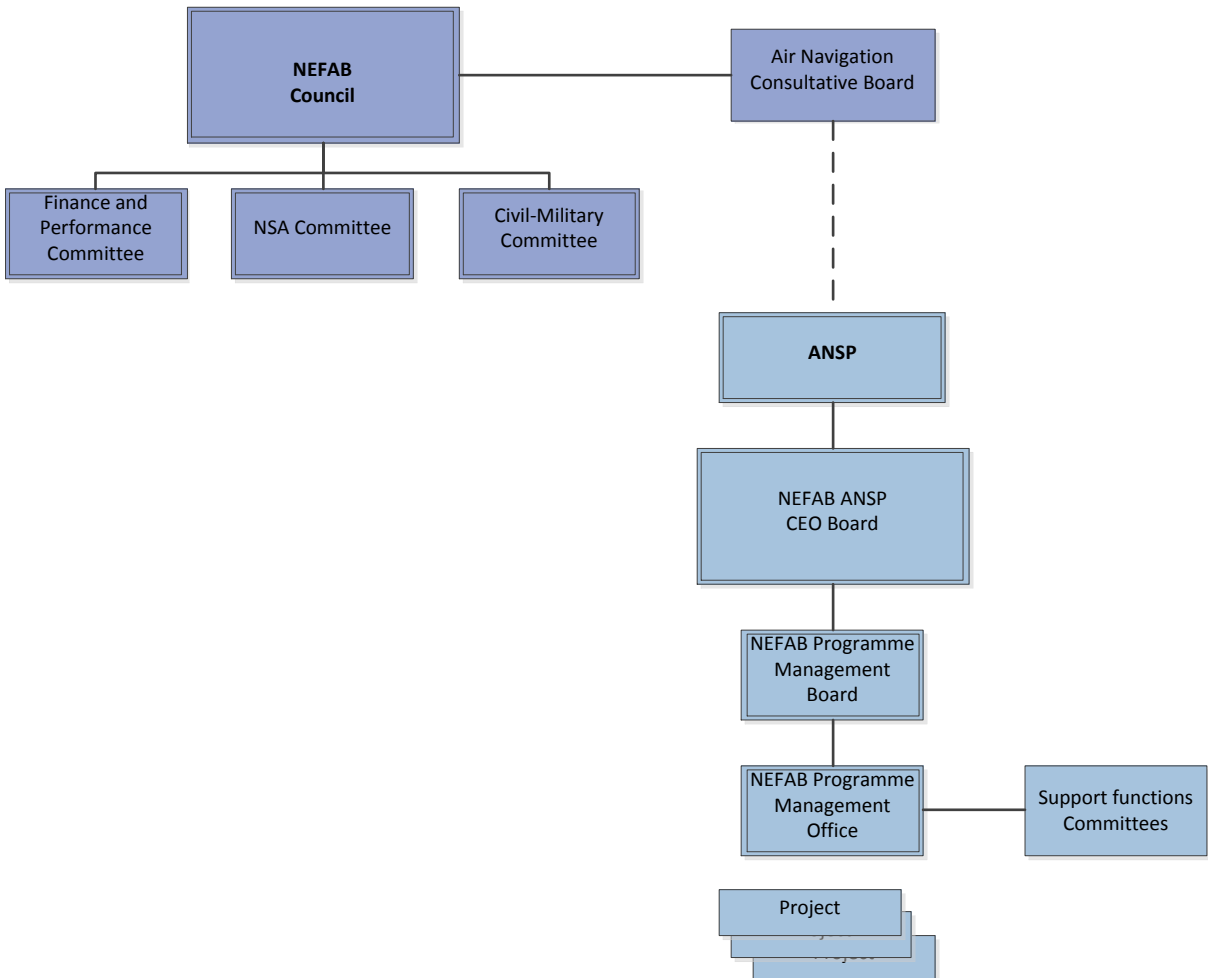 NEFAB
Council
Air Navigation
Consultative Board
Finance and
Performance
Committee
NSA Committee
Civil-Military
Committee
ANSP
NEFAB ANSP
CEO Board
NEFAB Programme
Management
Board
NEFAB Programme
Management
Office
Support functions
Committees
Project